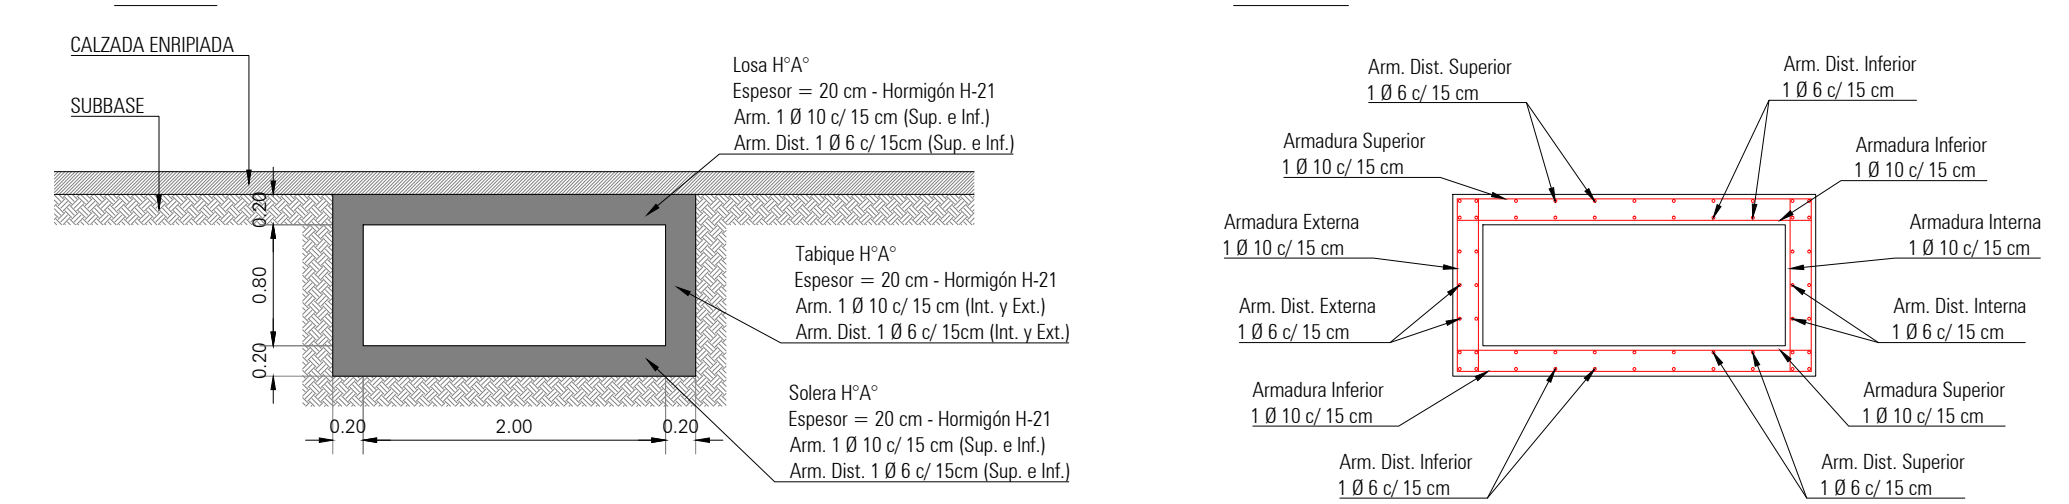 CALZADA ENRIPIADA
SUBBASE
Losa H°A°
Espesor = 20 cm - Hormigón H-21
Arm. 1 Ø 10 c/ 15 cm (Sup. e Inf.)
Arm. Dist. 1 Ø 6 c/ 15cm (Sup. e Inf.)
Tabique H°A°
Espesor = 20 cm - Hormigón H-21
Arm. 1 Ø 10 c/ 15 cm (Int. y Ext.)
Arm. Dist. 1 Ø 6 c/ 15cm (Int. y Ext.)
Solera H°A°
Espesor = 20 cm - Hormigón H-21
Arm. 1 Ø 10 c/ 15 cm (Sup. e Inf.)
Arm. Dist. 1 Ø 6 c/ 15cm (Sup. e Inf.)
0.20
0.80
0.20
0.20
2.00
0.20
Arm. Dist. Superior
1 Ø 6 c/ 15 cm
Arm. Dist. Inferior
1 Ø 6 c/ 15 cm
Armadura Superior
1 Ø 10 c/ 15 cm
Armadura Inferior
1 Ø 10 c/ 15 cm
Armadura Externa
1 Ø 10 c/ 15 cm
Armadura Interna
1 Ø 10 c/ 15 cm
Arm. Dist. Externa
1 Ø 6 c/ 15 cm
Arm. Dist. Interna
1 Ø 6 c/ 15 cm
Armadura Inferior
1 Ø 10 c/ 15 cm
Armadura Superior
1 Ø 10 c/ 15 cm
Arm. Dist. Inferior
1 Ø 6 c/ 15 cm
Arm. Dist. Superior
1 Ø 6 c/ 15 cm